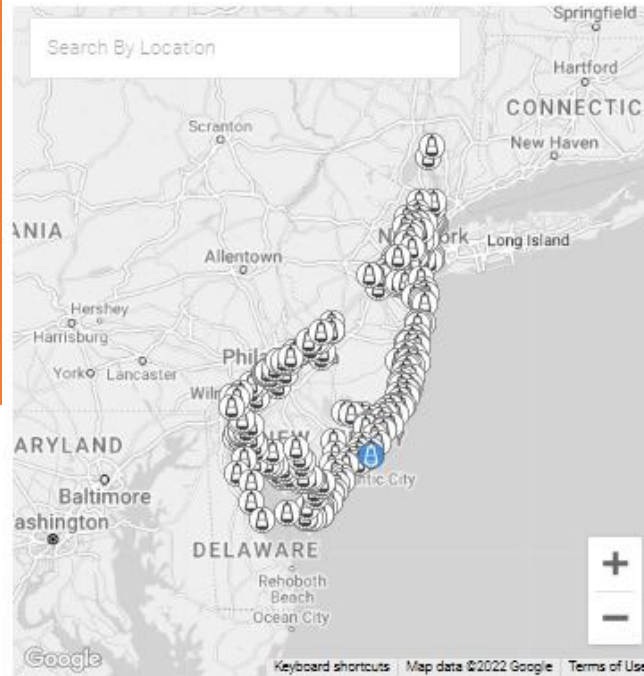 Springfield
Search By Location
Hartford
CONNECTIC
Scranton
New Haven
ANIA
Long Island
Allentown
Hershey
Harrisburg
York
Lancaster
ARYLAND
Baltimore
ashington
DELAWARE
Rehoboth
Beach
Ocean City
+
−
Google
Keyboard shortcuts Map data ©2022 Google Terms of Use